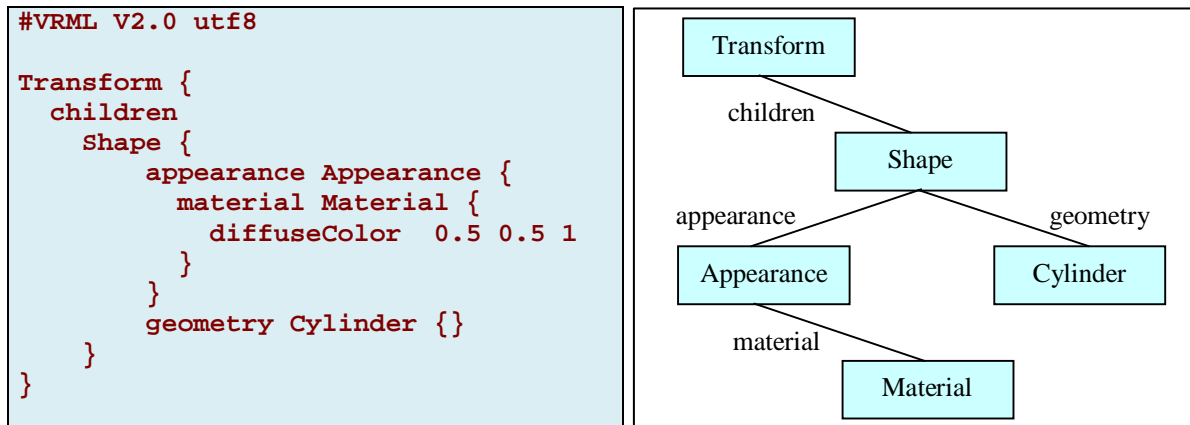 #VRML V2.0 utf8

Transform {
  children
    Shape {
        appearance Appearance {
          material Material {
            diffuseColor  0.5 0.5 1
          }
        }
        geometry Cylinder {}
    }
}
Transform
children
Shape
appearance
geometry
Appearance
Cylinder
material
Material